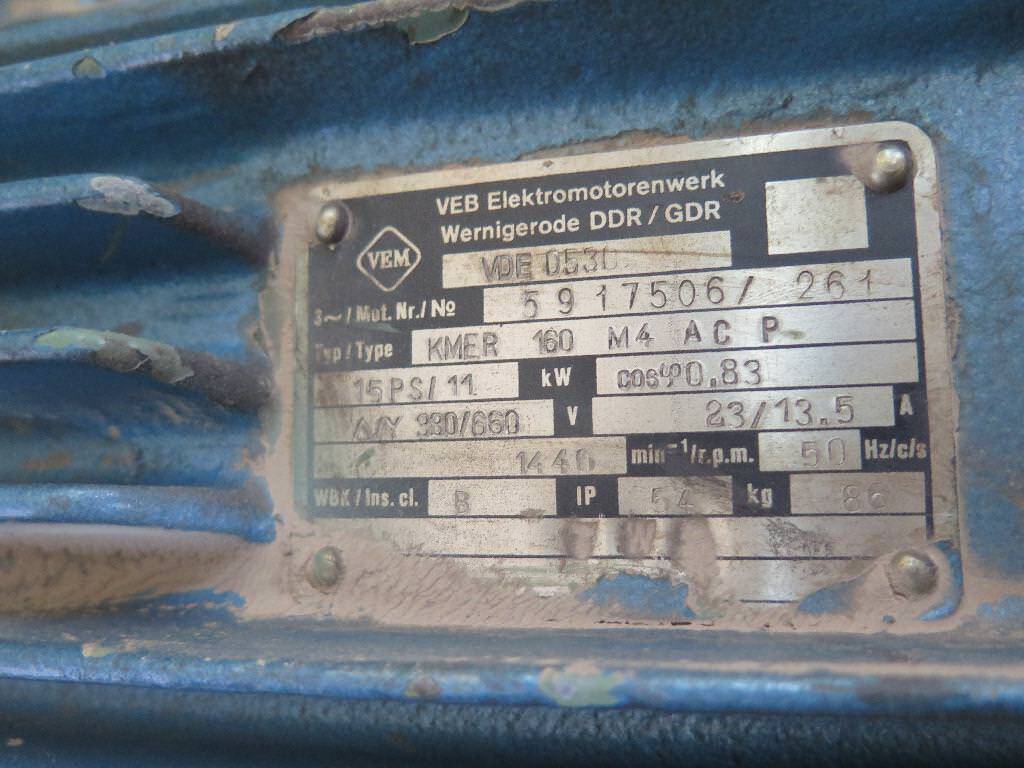 VEB Elektromotorenwerk
Wernigerode DDR / GDR
VEM
VDE 0530
3~ / Mot. Nr. / No 5917506/ 261
Typ / Type KMER 160 M4 AC P
15PS/11 kW cosφ0.83
△/Y 380/660 V 23/13.5 A
1440 min⁻¹/r.p.m. 50 Hz/c/s
WBK / Ins. cl. B IP 54 kg 86
W